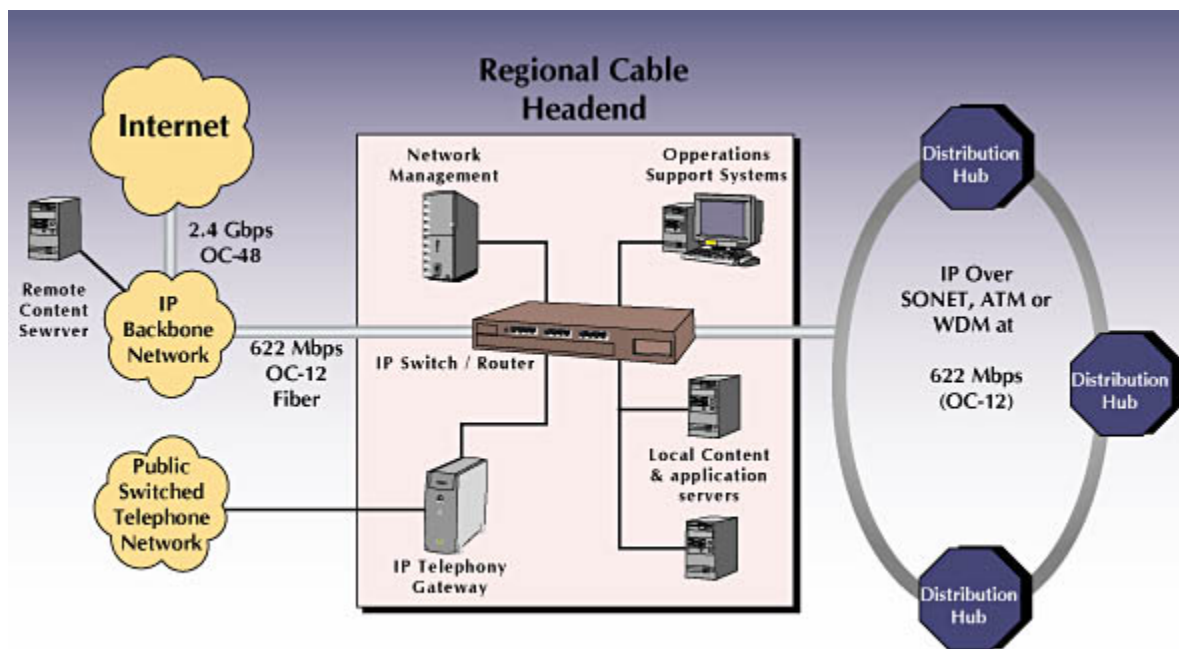 Regional Cable
Headend
Internet
2.4 Gbps
OC-48
Remote
Content
Sewrver
IP
Backbone
Network
622 Mbps
OC-12
Fiber
Public
Switched
Telephone
Network
Network
Management
Opperations
Support Systems
IP Switch / Router
Local Content
& application
servers
IP Telephony
Gateway
Distribution
Hub
IP Over
SONET, ATM or
WDM at
622 Mbps
(OC-12)
Distribution
Hub
Distribution
Hub